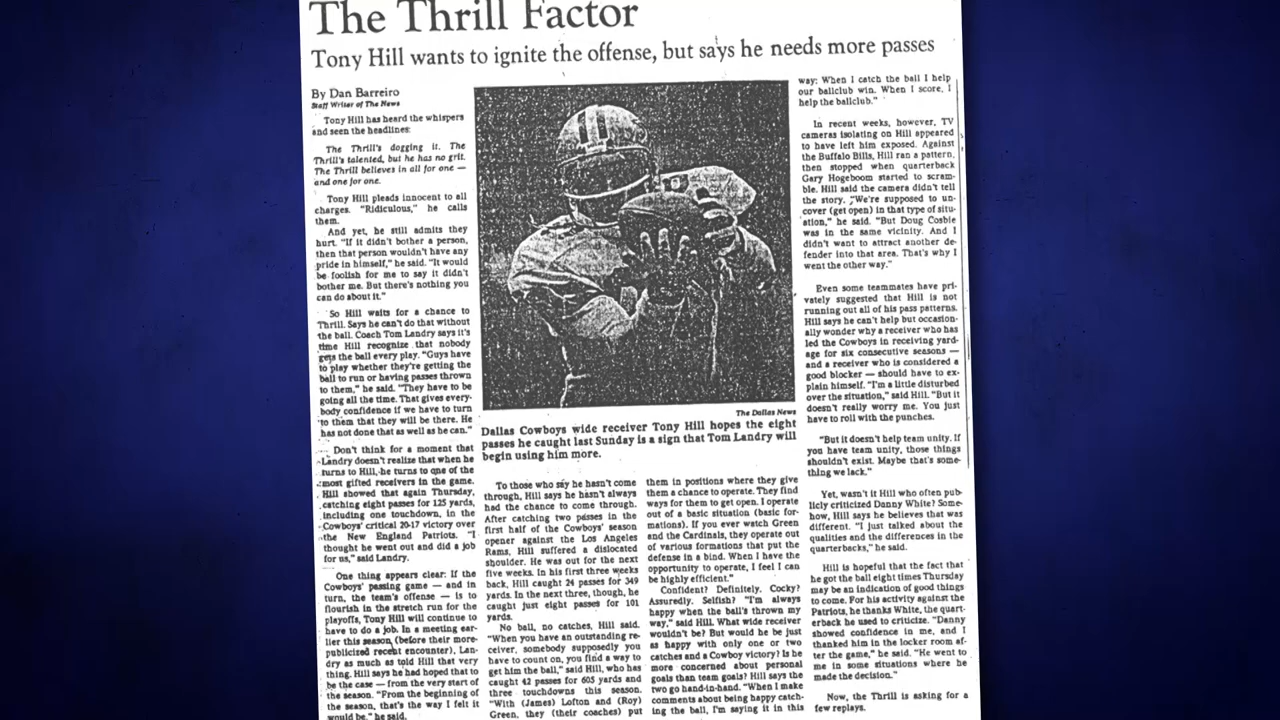 The Thrill Factor
Tony Hill wants to ignite the offense, but says he needs more passes
By Dan Barreiro
Staff Writer of The News
Tony Hill has heard the whispers
and seen the headlines:
The Thrill's dogging it. The
Thrill's talented, but he has no grit.
The Thrill believes in all for one —
and one for one.
Tony Hill pleads innocent to all
charges. "Ridiculous," he calls
them.
And yet, he still admits they
hurt. "If it didn't bother a person,
then that person wouldn't have any
pride in himself," he said. "It would
be foolish for me to say it didn't
bother me. But there's nothing you
can do about it."
So Hill waits for a chance to
Thrill. Says he can't do that without
the ball. Coach Tom Landry says it's
time Hill recognize that nobody
gets the ball every play. "Guys have
to play whether they're getting the
ball to run or having passes thrown
to them," he said. "They have to be
going all the time. That gives every-
body confidence if we have to turn
to them that they will be there. He
has not done that as well as he can."
Don't think for a moment that
Landry doesn't realize that when he
turns to Hill, he turns to one of the
most gifted receivers in the game.
Hill showed that again Thursday,
catching eight passes for 125 yards,
including one touchdown, in the
Cowboys' critical 20-17 victory over
the New England Patriots. "I
thought he went out and did a job
for us," said Landry.
One thing appears clear: If the
Cowboys' passing game — and in
turn, the team's offense — is to
flourish in the stretch run for the
playoffs, Tony Hill will continue to
have to do a job. In a meeting ear-
lier this season (before their more-
publicized recent encounter), Lan-
dry as much as told Hill that very
thing. Hill says he had hoped that to
be the case — from the very start of
the season. "From the beginning of
the season, that's the way I felt it
would be," he said.
The Dallas News
Dallas Cowboys wide receiver Tony Hill hopes the eight
passes he caught last Sunday is a sign that Tom Landry will
begin using him more.
To those who say he hasn't come
through, Hill says he hasn't always
had the chance to come through.
After catching two passes in the
first half of the Cowboys' season
opener against the Los Angeles
Rams, Hill suffered a dislocated
shoulder. He was out for the next
five weeks. In his first three weeks
back, Hill caught 24 passes for 349
yards. In the next three, though, he
caught just eight passes for 101
yards.
No ball, no catches, Hill said.
"When you have an outstanding re-
ceiver, somebody supposedly you
have to count on, you find a way to
get him the ball," said Hill, who has
caught 42 passes for 605 yards and
three touchdowns this season.
"With (James) Lofton and (Roy)
Green, they (their coaches) put
them in positions where they give
them a chance to operate. They find
ways for them to get open. I operate
out of a basic situation (basic for-
mations). If you ever watch Green
and the Cardinals, they operate out
of various formations that put the
defense in a bind. When I have the
opportunity to operate, I feel I can
be highly efficient."
Confident? Definitely. Cocky?
Assuredly. Selfish? "I'm always
happy when the ball's thrown my
way," said Hill. What wide receiver
wouldn't be? But would he be just
as happy with only one or two
catches and a Cowboy victory? Is he
more concerned about personal
goals than team goals? Hill says the
two go hand-in-hand. "When I make
comments about being happy catch-
ing the ball, I'm saying it in this
way: When I catch the ball I help
our ballclub win. When I score, I
help the ballclub."
In recent weeks, however, TV
cameras isolating on Hill appeared
to have left him exposed. Against
the Buffalo Bills, Hill ran a pattern,
then stopped when quarterback
Gary Hogeboom started to scram-
ble. Hill said the camera didn't tell
the story. "We're supposed to un-
cover (get open) in that type of situ-
ation," he said. "But Doug Cosbie
was in the same vicinity. And I
didn't want to attract another de-
fender into that area. That's why I
went the other way."
Even some teammates have pri-
vately suggested that Hill is not
running out all of his pass patterns.
Hill says he can't help but occasion-
ally wonder why a receiver who has
led the Cowboys in receiving yard-
age for six consecutive seasons —
and a receiver who is considered a
good blocker — should have to ex-
plain himself. "I'm a little disturbed
over the situation," said Hill. "But it
doesn't really worry me. You just
have to roll with the punches.
"But it doesn't help team unity. If
you have team unity, those things
shouldn't exist. Maybe that's some-
thing we lack."
Yet, wasn't it Hill who often pub-
licly criticized Danny White? Some-
how, Hill says he believes that was
different. "I just talked about the
qualities and the differences in the
quarterbacks," he said.
Hill is hopeful that the fact that
he got the ball eight times Thursday
may be an indication of good things
to come. For his activity against the
Patriots, he thanks White, the quart-
erback he used to criticize. "Danny
showed confidence in me, and I
thanked him in the locker room af-
ter the game," he said. "He went to
me in some situations where he
made the decision."
Now, the Thrill is asking for a
few replays.